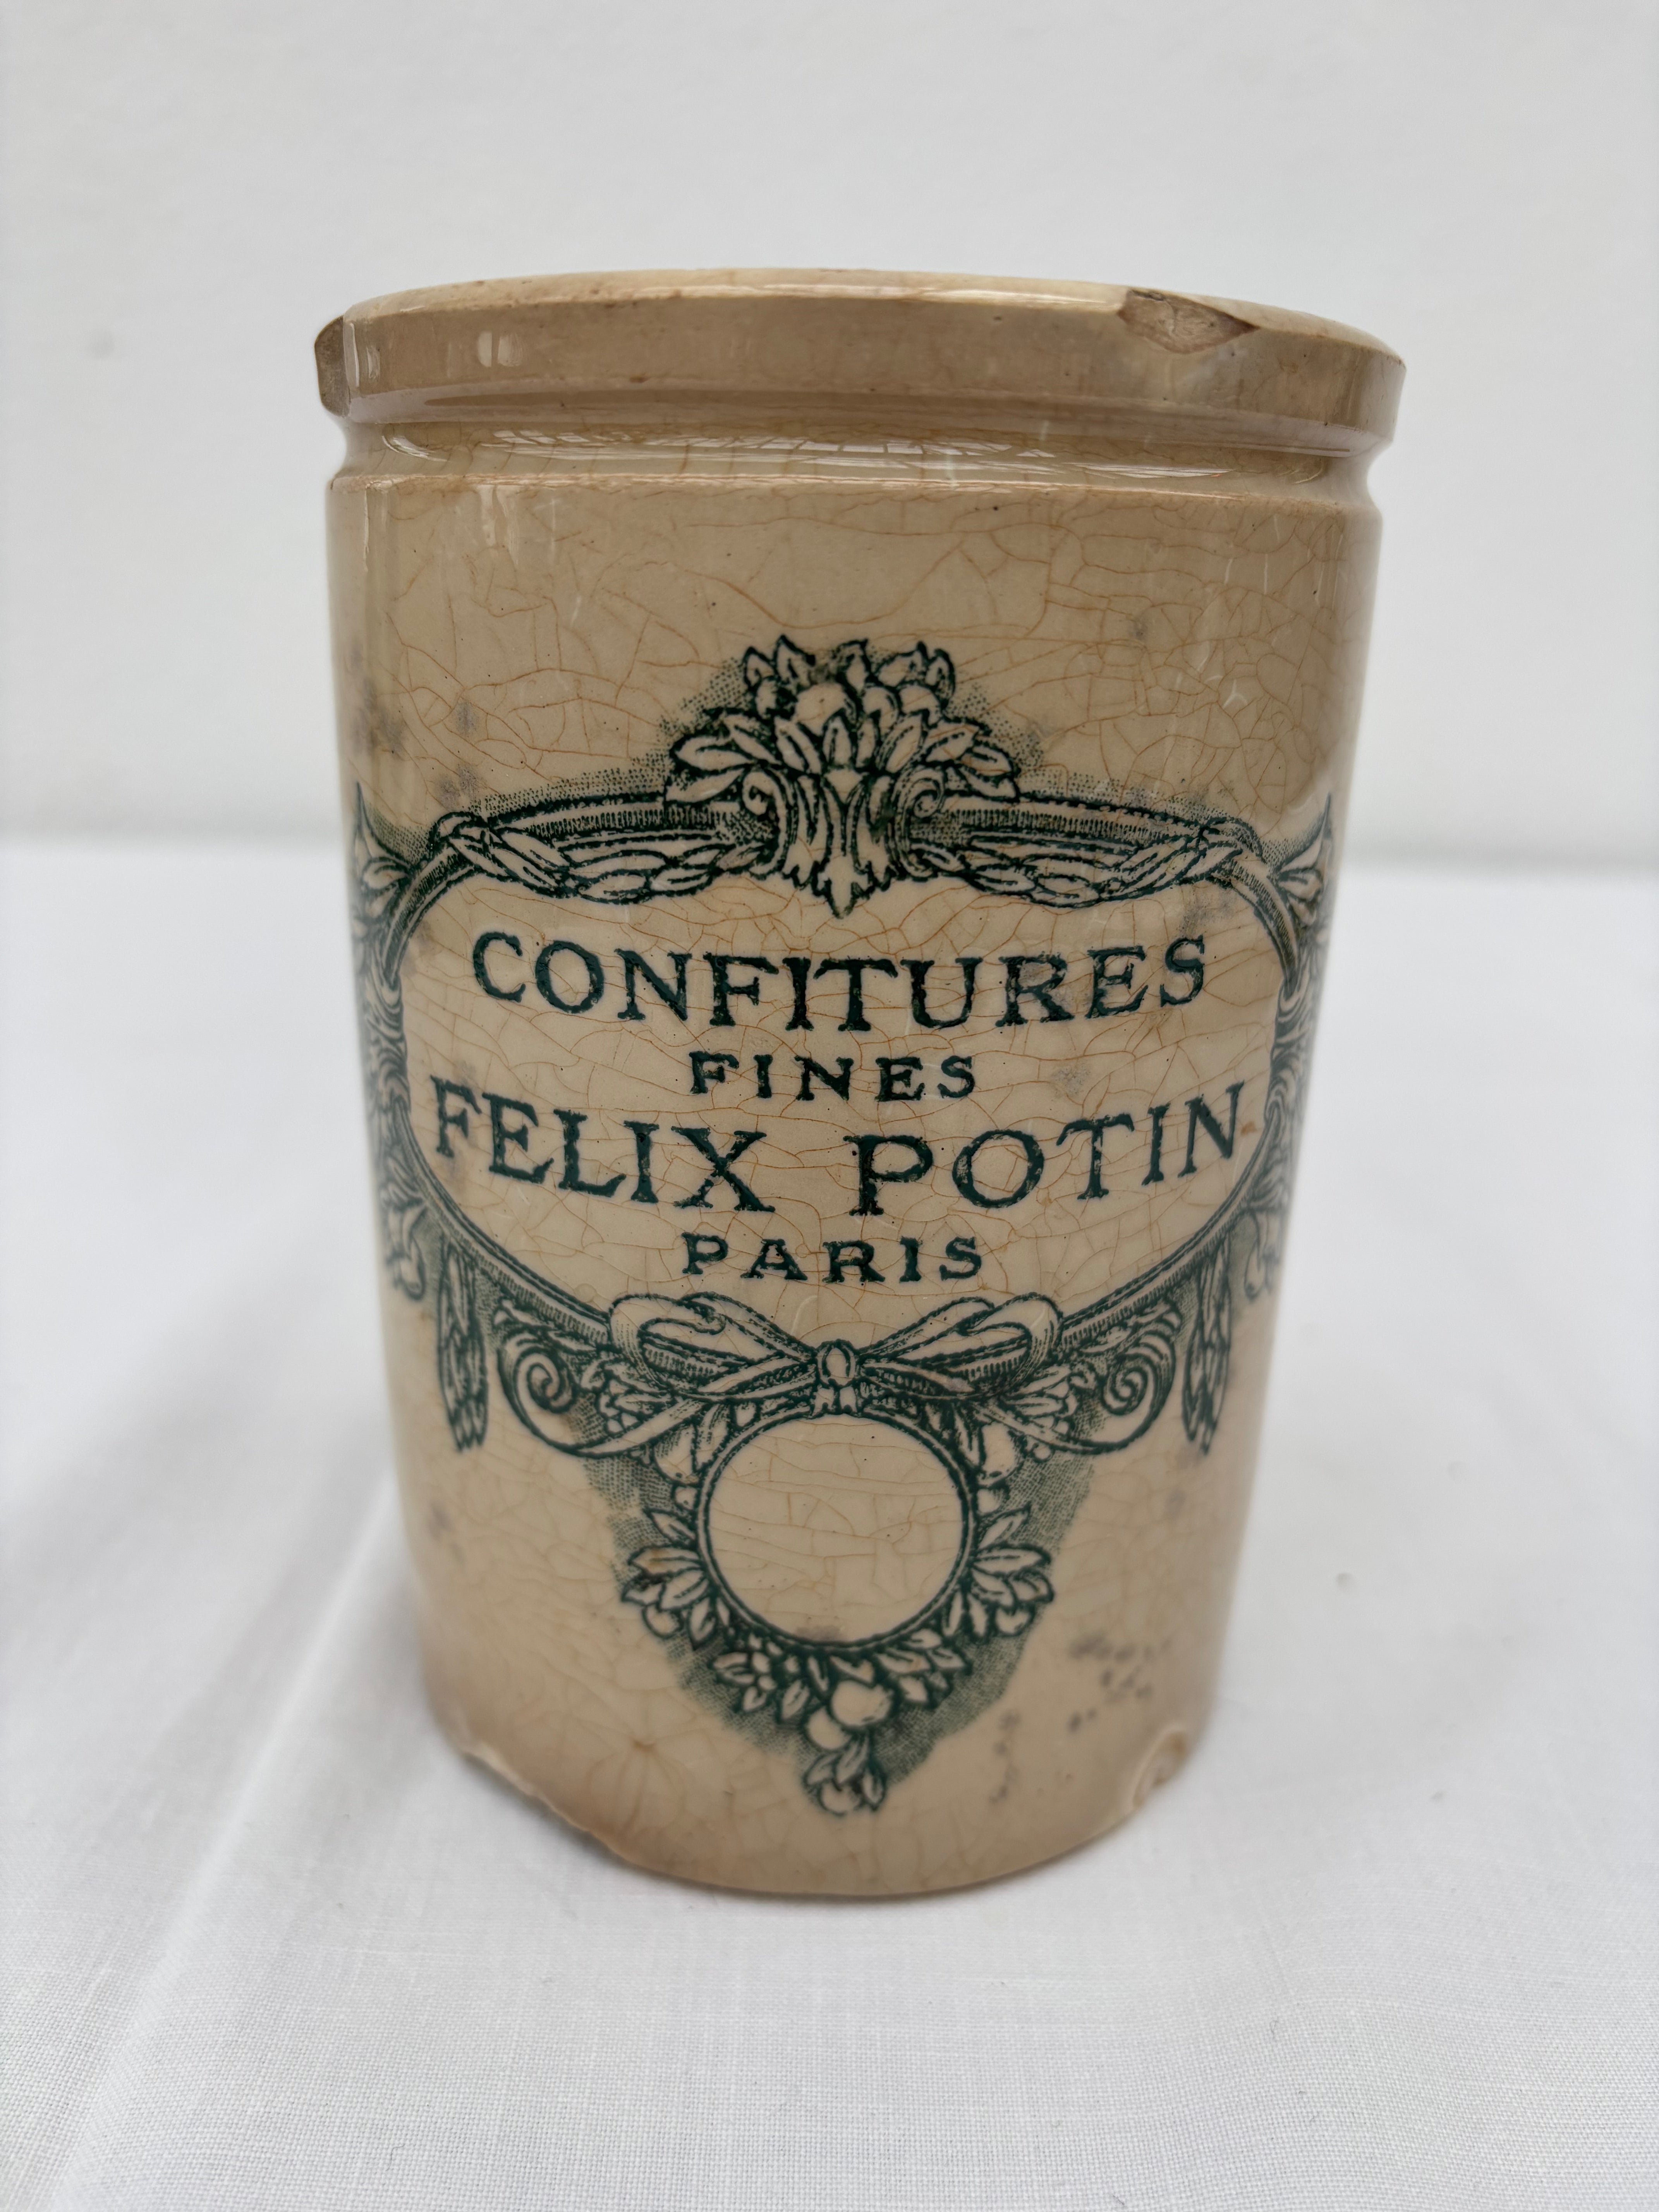 CONFITURES
FINES
FELIX POTIN
PARIS